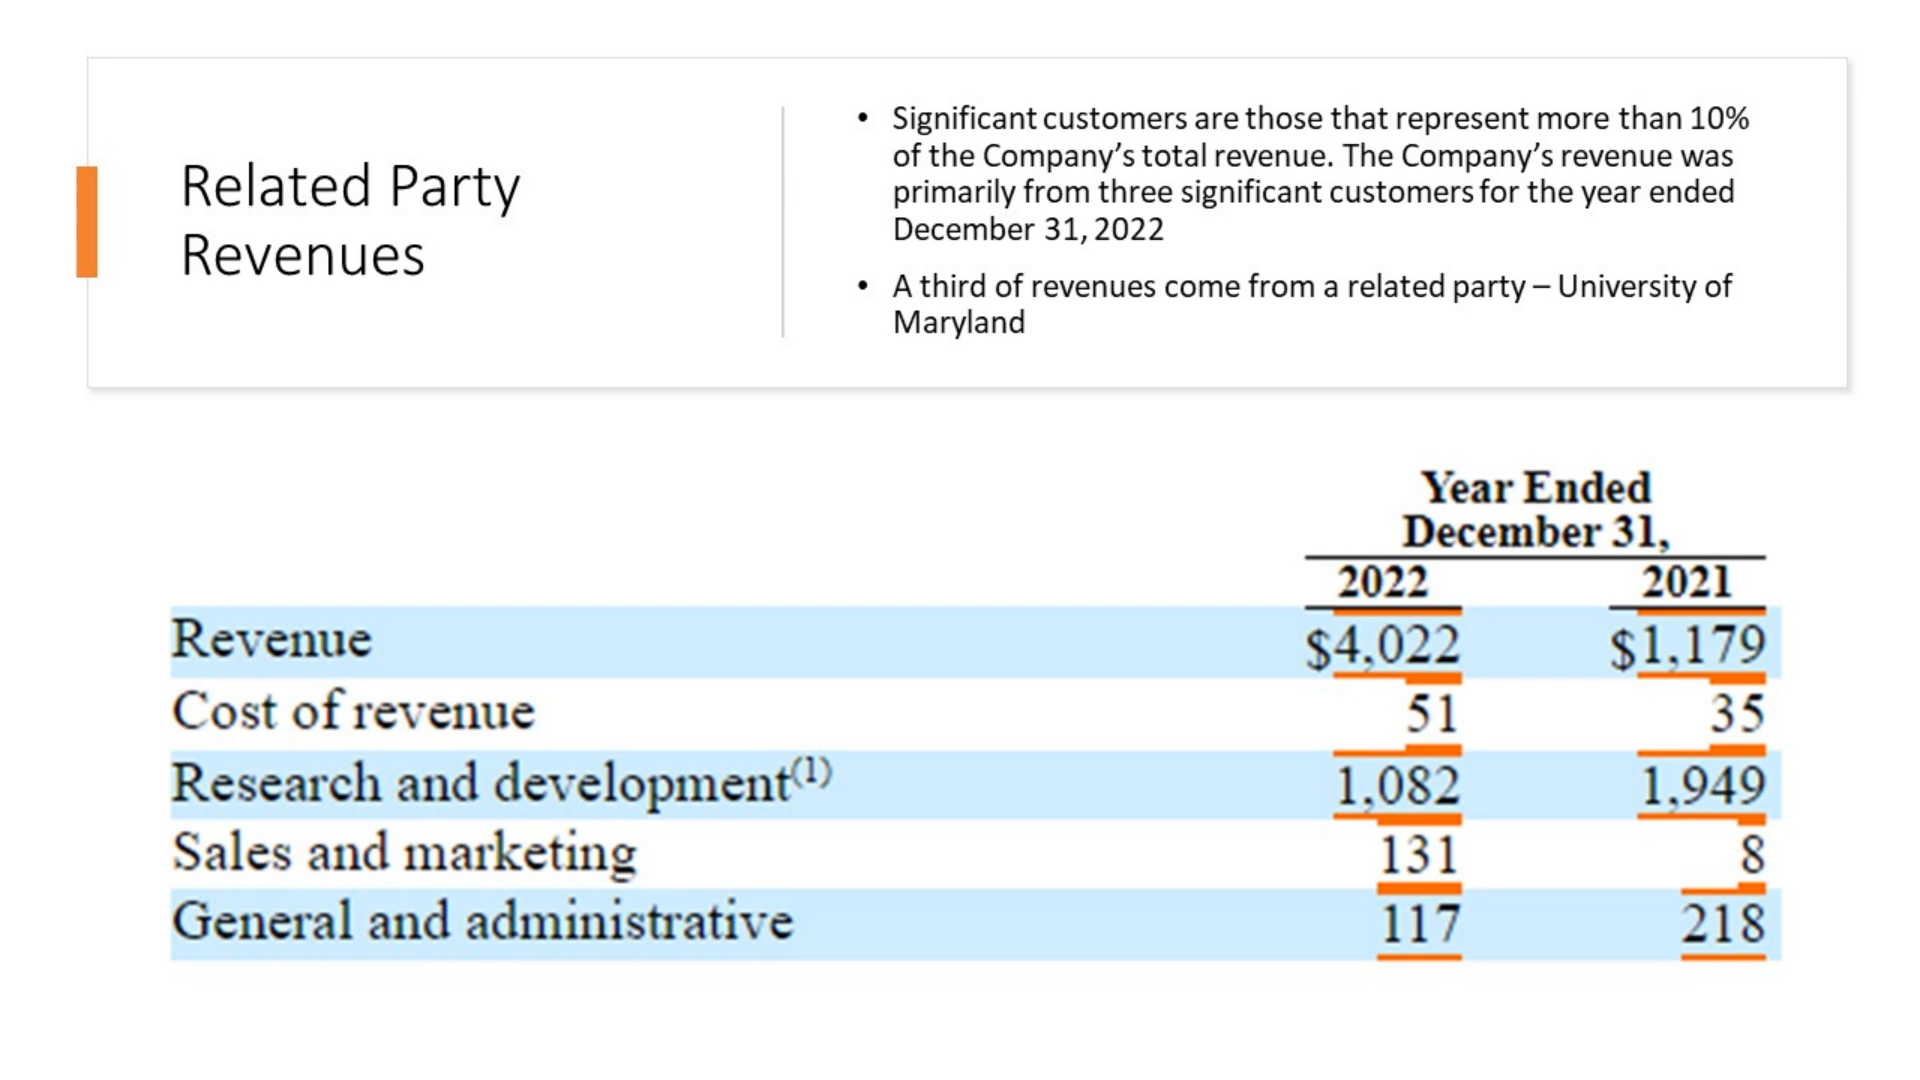 Related Party
Revenues
• Significant customers are those that represent more than 10%
of the Company’s total revenue. The Company’s revenue was
primarily from three significant customers for the year ended
December 31, 2022
• A third of revenues come from a related party – University of
Maryland
Year Ended
December 31,
2022 2021
Revenue $4,022 $1,179
Cost of revenue 51 35
Research and development(1) 1,082 1,949
Sales and marketing 131 8
General and administrative 117 218